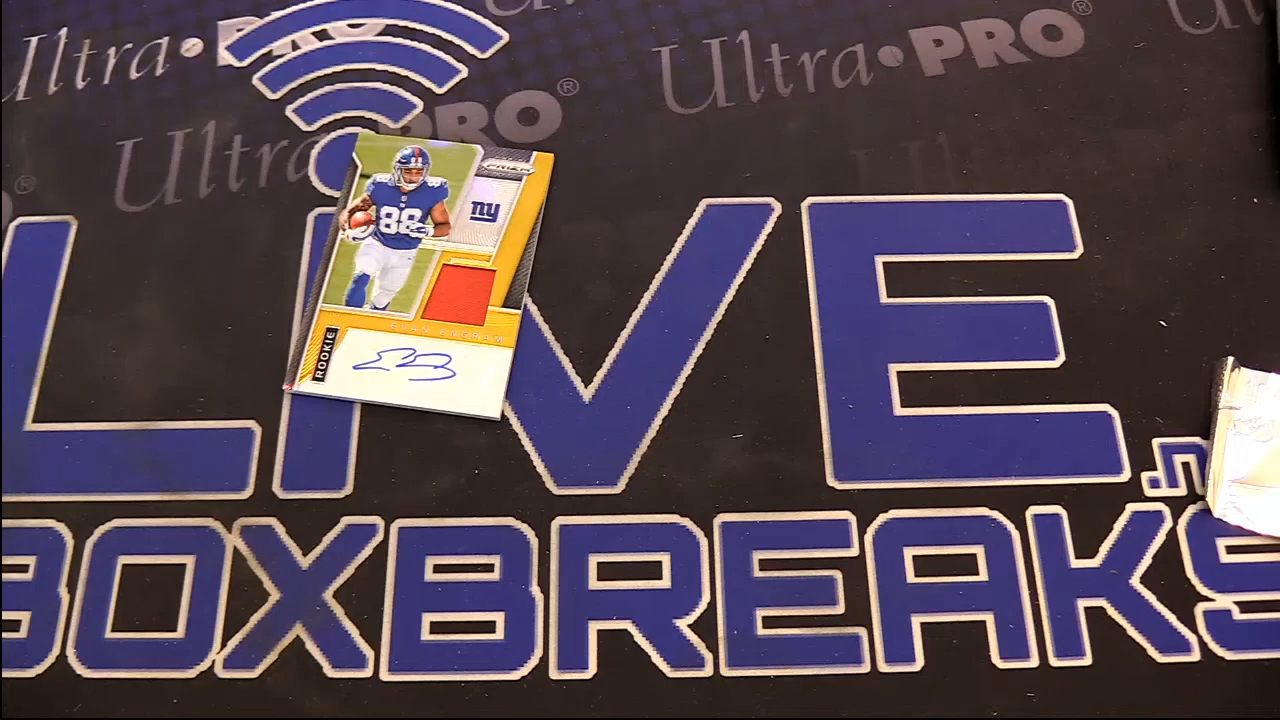 Ultra PRO
Ultra PRO®
Ultra PRO®
PRIZM
ny
88
EVAN ENGRAM
ROOKIE
LIVE
BOXBREAKS